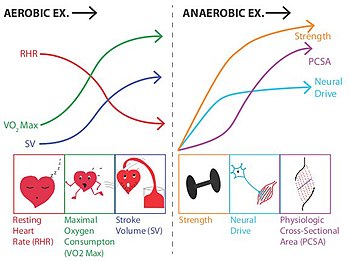 AEROBIC EX.
ANAEROBIC EX.
RHR
VO2 Max
SV
Strength
PCSA
Neural
Drive
z z z
Resting
Heart
Rate (RHR)
Maximal
Oxygen
Consumpton
(VO2 Max)
Stroke
Volume (SV)
Strength
Neural
Drive
Physiologic
Cross-Sectional
Area (PCSA)